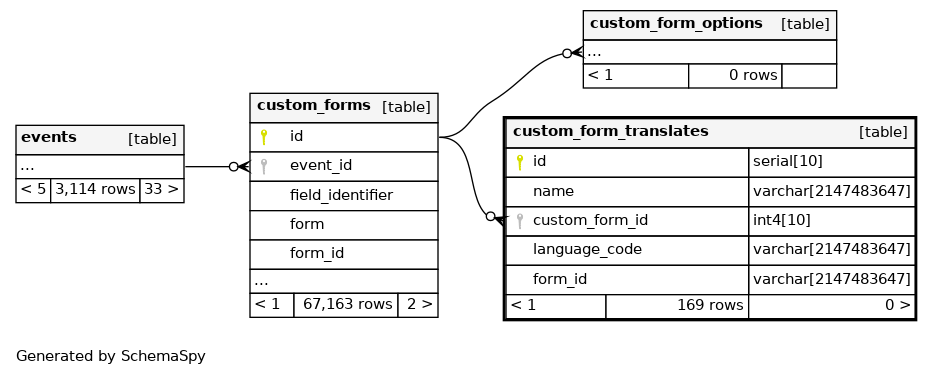 custom_form_options [table]
...
< 1 0 rows
custom_forms [table]
id
event_id
field_identifier
form
form_id
...
< 1 67,163 rows 2 >
events [table]
...
< 5 3,114 rows 33 >
custom_form_translates [table]
id serial[10]
name varchar[2147483647]
custom_form_id int4[10]
language_code varchar[2147483647]
form_id varchar[2147483647]
< 1 169 rows 0 >
Generated by SchemaSpy